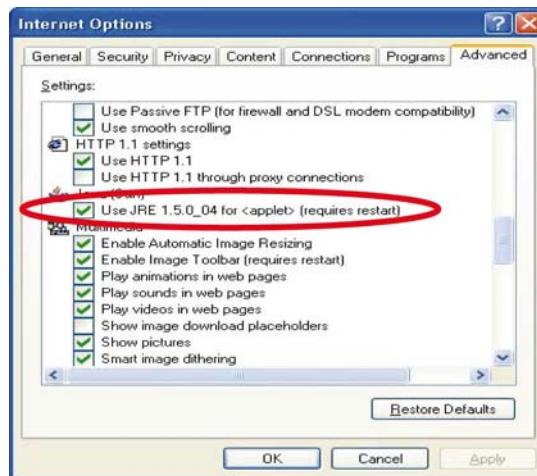 Internet Options
General Security Privacy Content Connections Programs Advanced
Settings:
Use Passive FTP (for firewall and DSL modem compatibility)
Use smooth scrolling
HTTP 1.1 settings
Use HTTP 1.1
Use HTTP 1.1 through proxy connections
Java (Sun)
Use JRE 1.5.0_04 for <applet> (requires restart)
Multimedia
Enable Automatic Image Resizing
Enable Image Toolbar (requires restart)
Play animations in web pages
Play sounds in web pages
Play videos in web pages
Show image download placeholders
Show pictures
Smart image dithering
Restore Defaults
OK Cancel Apply